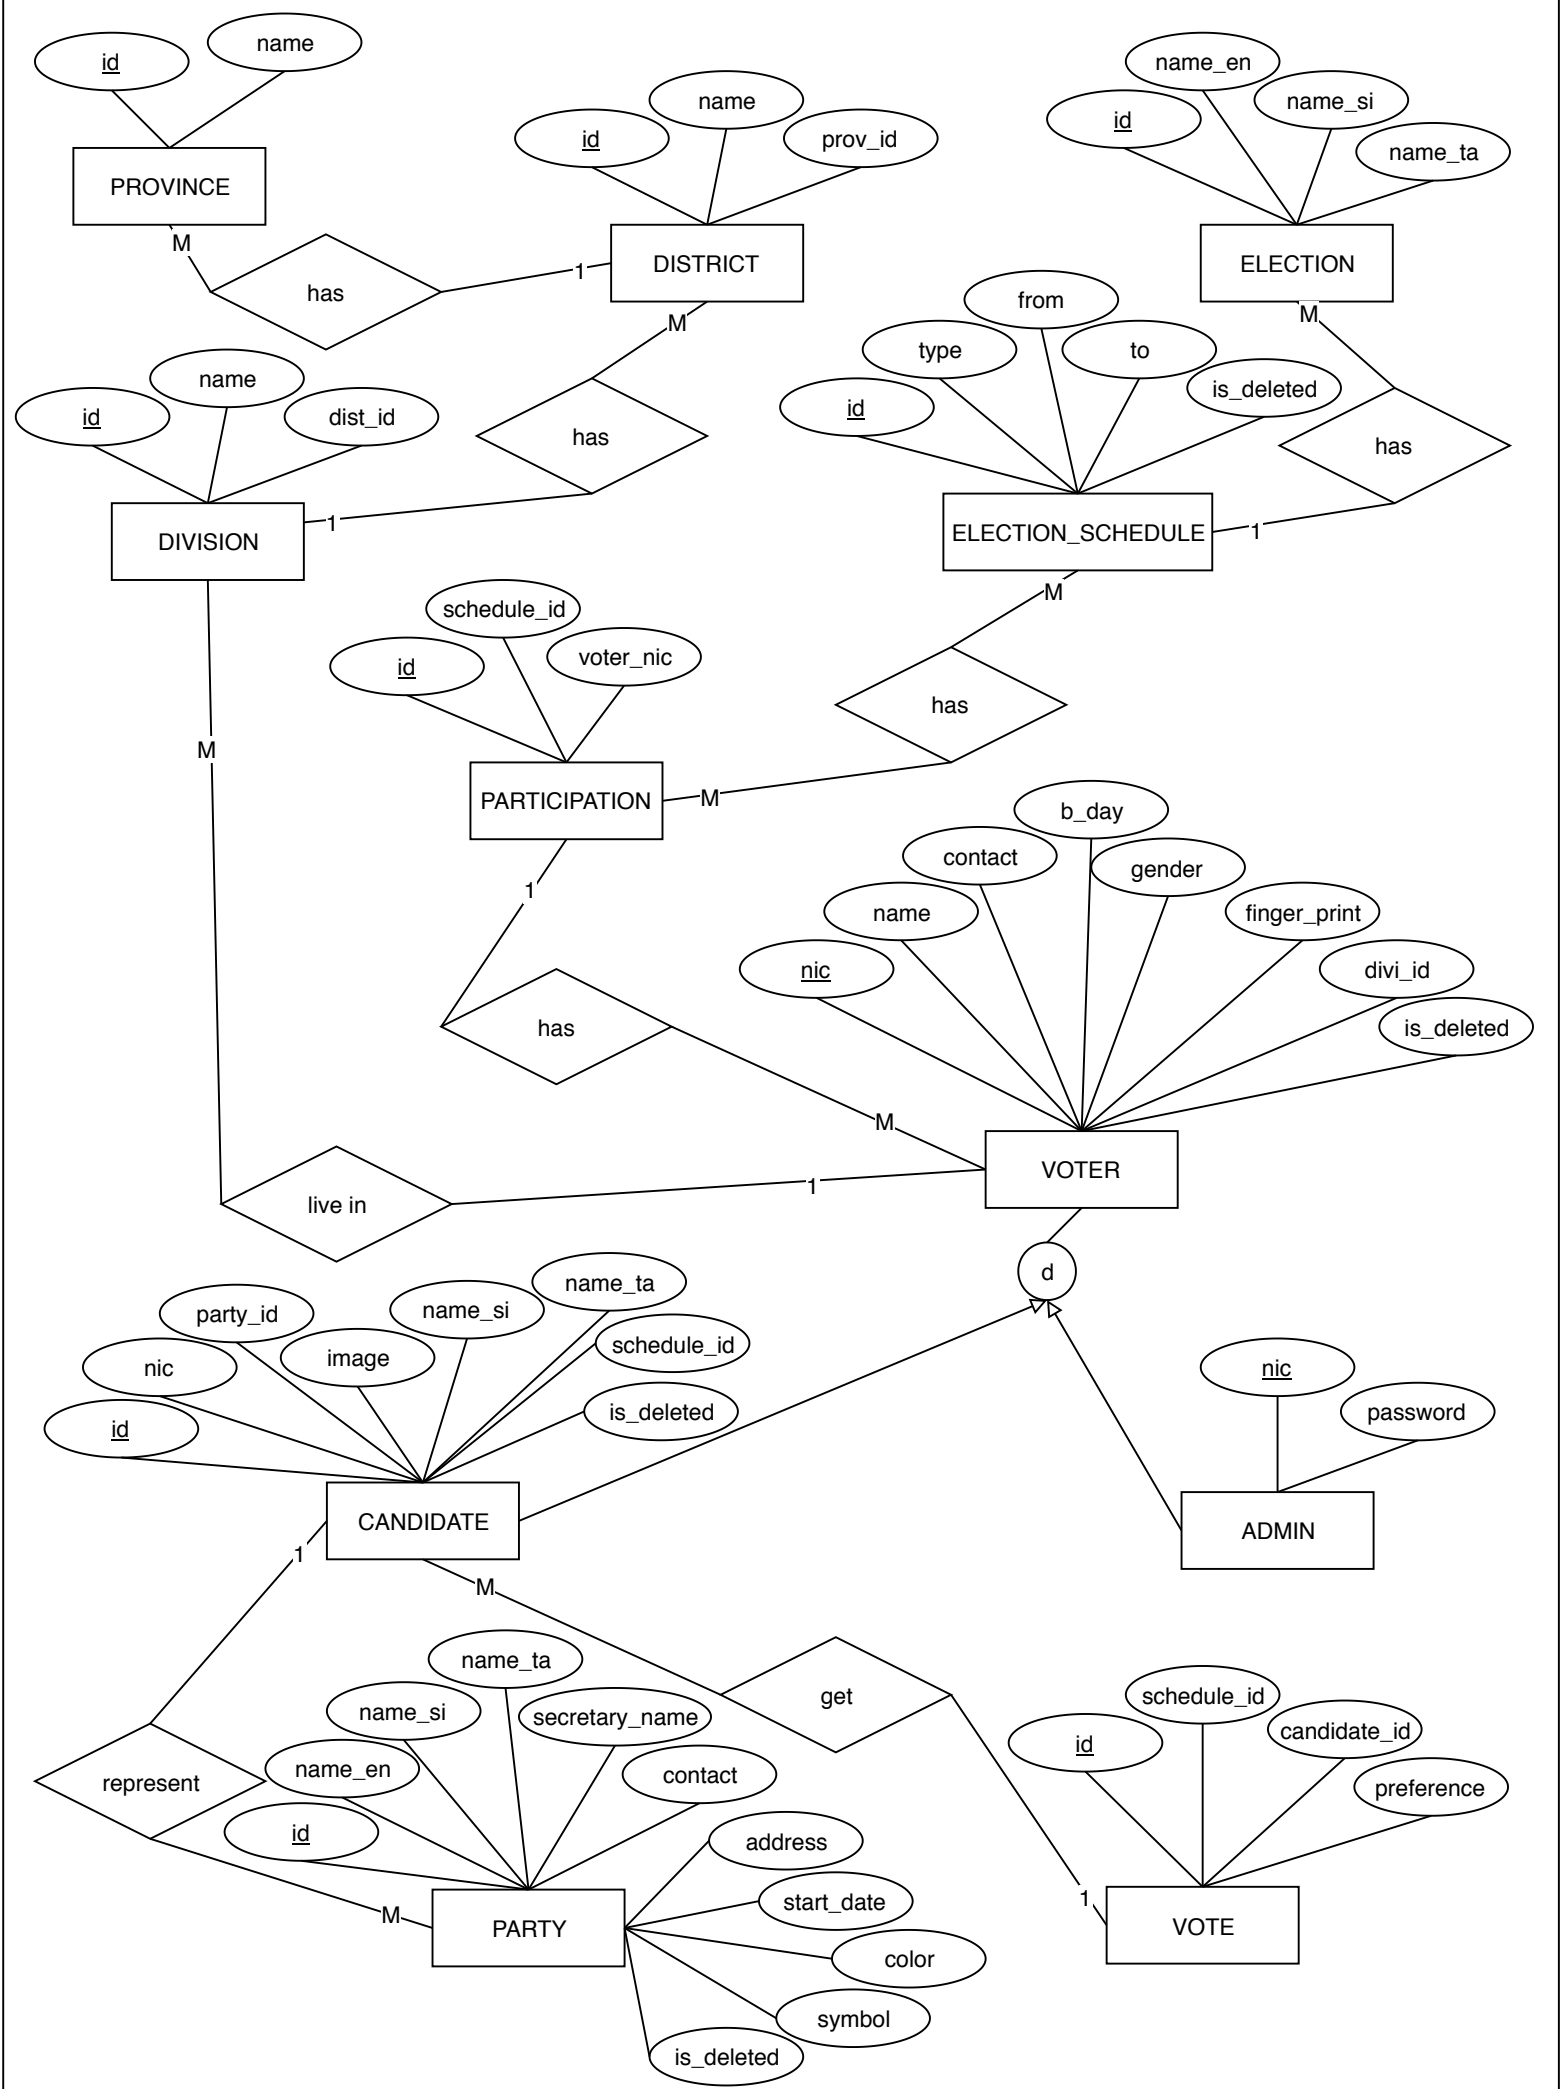 id
name
PROVINCE
M
has
1
id
name
prov_id
DISTRICT
M
has
1
id
name
dist_id
DIVISION
M
id
name_en
name_si
name_ta
ELECTION
M
has
1
id
type
from
to
is_deleted
ELECTION_SCHEDULE
M
has
M
id
schedule_id
voter_nic
PARTICIPATION
1
has
M
nic
name
contact
b_day
gender
finger_print
divi_id
is_deleted
VOTER
1
live in
d
id
nic
party_id
image
name_si
name_ta
schedule_id
is_deleted
CANDIDATE
nic
password
ADMIN
1
represent
M
M
get
1
id
name_en
name_si
name_ta
secretary_name
contact
address
start_date
color
symbol
is_deleted
PARTY
id
schedule_id
candidate_id
preference
VOTE